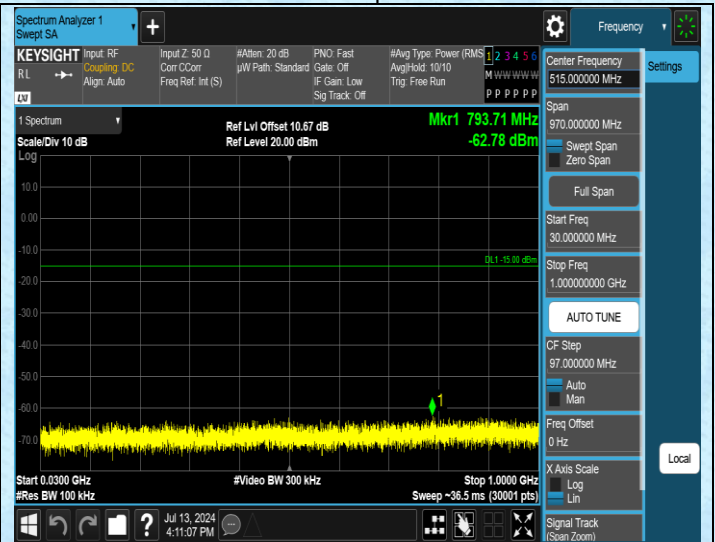 Spectrum Analyzer 1
Swept SA
+
Frequency
KEYSIGHT
RL
LXI
Input: RF
Coupling: DC
Align: Auto
Input Z: 50 Ω
Corr CCorr
Freq Ref: Int (S)
#Atten: 20 dB
µW Path: Standard
PNO: Fast
Gate: Off
IF Gain: Low
Sig Track: Off
#Avg Type: Power (RMS
Avg|Hold: 10/10
Trig: Free Run
1 2 3 4 5 6
M W W W W W
P P P P P P
1 Spectrum
Scale/Div 10 dB
Log
Ref Lvl Offset 10.67 dB
Ref Level 20.00 dBm
Mkr1 793.71 MHz
-62.78 dBm
10.0
0.00
-10.0
DL1 -15.00 dBm
-20.0
-30.0
-40.0
-50.0
1
-60.0
-70.0
Start 0.0300 GHz
#Res BW 100 kHz
#Video BW 300 kHz
Stop 1.0000 GHz
Sweep ~36.5 ms (30001 pts)
?
Jul 13, 2024
4:11:07 PM
Center Frequency
515.000000 MHz
Settings
Span
970.000000 MHz
Swept Span
Zero Span
Full Span
Start Freq
30.000000 MHz
Stop Freq
1.000000000 GHz
AUTO TUNE
CF Step
97.000000 MHz
Auto
Man
Freq Offset
0 Hz
Local
X Axis Scale
Log
Lin
Signal Track
(Span Zoom)